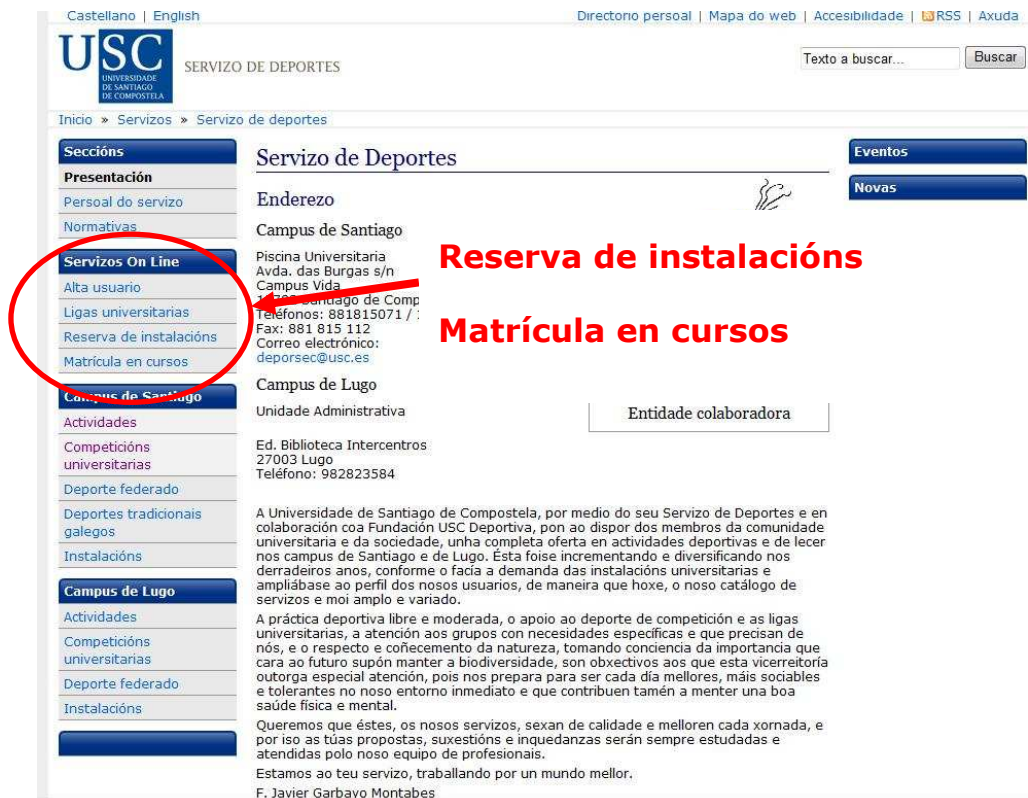 Castellano | English
Directorio persoal | Mapa do web | Accesibilidade | RSS | Axuda
USC
UNIVERSIDADE
DE SANTIAGO
DE COMPOSTELA
SERVIZO DE DEPORTES
Texto a buscar...
Buscar
Inicio » Servizos » Servizo de deportes
Seccións
Presentación
Persoal do servizo
Normativas
Servizos On Line
Alta usuario
Ligas universitarias
Reserva de instalacións
Matrícula en cursos
Campus de Santiago
Actividades
Competicións
universitarias
Deporte federado
Deportes tradicionais
galegos
Instalacións
Campus de Lugo
Actividades
Competicións
universitarias
Deporte federado
Instalacións
Servizo de Deportes
Enderezo
Campus de Santiago
Piscina Universitaria
Avda. das Burgas s/n
Campus Vida
Santiago de Comp
Teléfonos: 881815071 /
Fax: 881 815 112
Correo electrónico:
deporsec@usc.es
Reserva de instalacións
Matrícula en cursos
Campus de Lugo
Unidade Administrativa
Ed. Biblioteca Intercentros
27003 Lugo
Teléfono: 982823584
Entidade colaboradora
A Universidade de Santiago de Compostela, por medio do seu Servizo de Deportes e en
colaboración coa Fundación USC Deportiva, pon ao dispor dos membros da comunidade
universitaria e da sociedade, unha completa oferta en actividades deportivas e de lecer
nos campus de Santiago e de Lugo. Ésta foise incrementando e diversificando nos
derradeiros anos, conforme o facía a demanda das instalacións universitarias e
ampliábase ao perfil dos nosos usuarios, de maneira que hoxe, o noso catálogo de
servizos e moi amplo e variado.
A práctica deportiva libre e moderada, o apoio ao deporte de competición e as ligas
universitarias, a atención aos grupos con necesidades específicas e que precisan de
nós, e o respecto e coñecemento da natureza, tomando conciencia da importancia que
cara ao futuro supón manter a biodiversidade, son obxectivos aos que esta vicerreitoría
outorga especial atención, pois nos prepara para ser cada día mellores, máis sociables
e tolerantes no noso entorno inmediato e que contribuen tamén a menter una boa
saúde física e mental.
Queremos que éstes, os nosos servizos, sexan de calidade e melloren cada xornada, e
por iso as túas propostas, suxestións e inquedanzas serán sempre estudadas e
atendidas polo noso equipo de profesionais.
Estamos ao teu servizo, traballando por un mundo mellor.
F. Javier Garbayo Montabes
Eventos
Novas